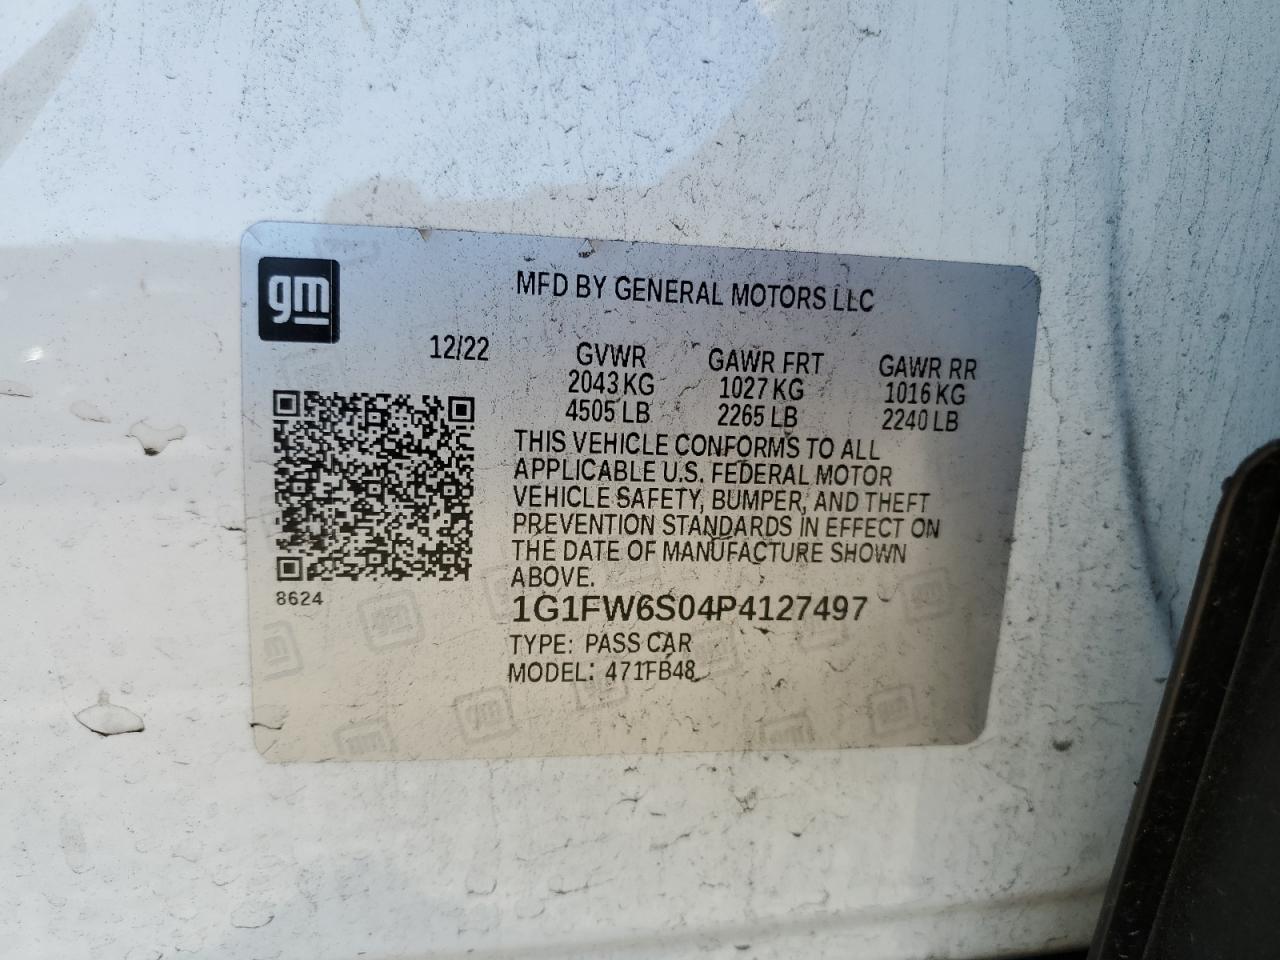 gm
MFD BY GENERAL MOTORS LLC
12/22
GVWR
2043 KG
4505 LB
GAWR FRT
1027 KG
2265 LB
GAWR RR
1016 KG
2240 LB
THIS VEHICLE CONFORMS TO ALL
APPLICABLE U.S. FEDERAL MOTOR
VEHICLE SAFETY, BUMPER, AND THEFT
PREVENTION STANDARDS IN EFFECT ON
THE DATE OF MANUFACTURE SHOWN
ABOVE.
8624
1G1FW6S04P4127497
TYPE: PASS CAR
MODEL: 471FB48